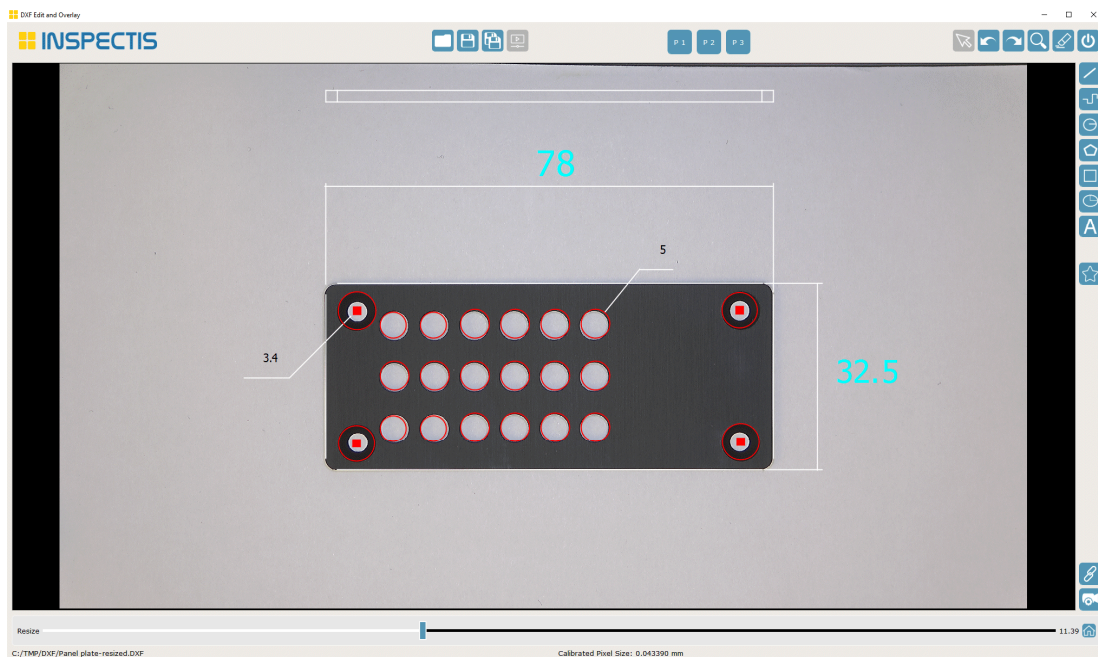 DXF Edit and Overlay
INSPECTIS
P
P 1
P 2
P 3
78
5
3.4
32.5
A
Resize
11.39
C:/TMP/DXF/Panel plate-resized.DXF
Calibrated Pixel Size: 0.043390 mm